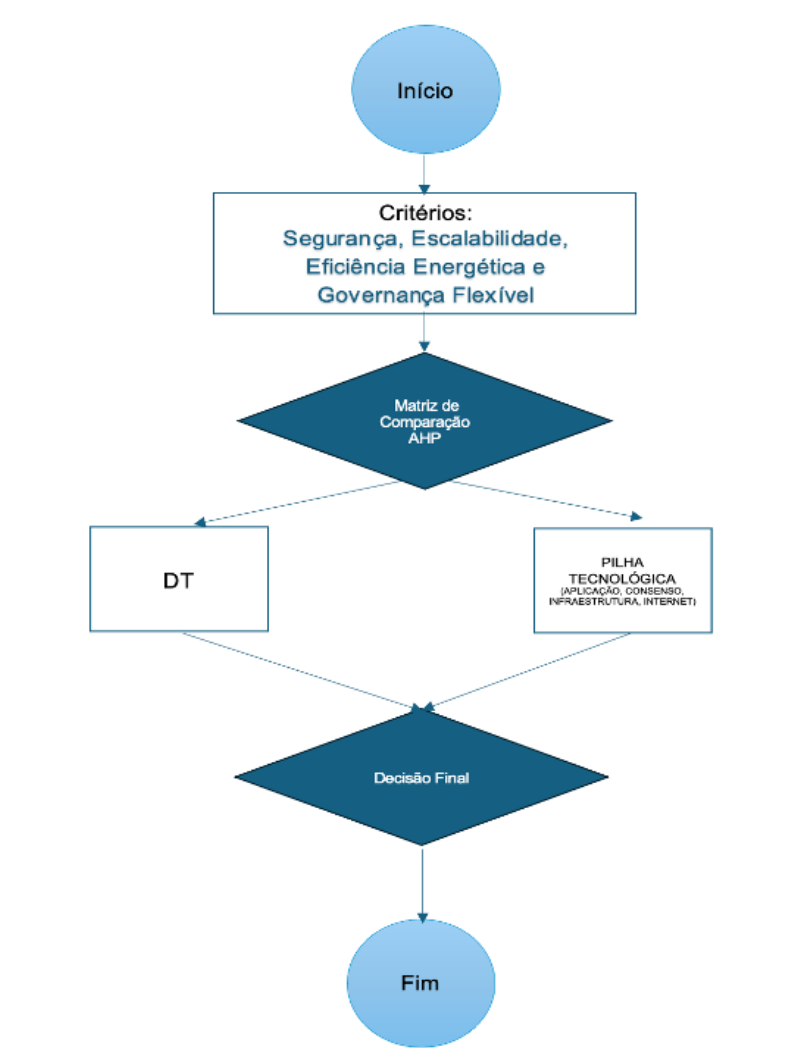 Início
Critérios:
Segurança, Escalabilidade,
Eficiência Energética e
Governança Flexível
Matriz de
Comparação
AHP
DT
PILHA
TECNOLÓGICA
(APLICAÇÃO, CONSENSO,
INFRAESTRUTURA, INTERNET)
Decisão Final
Fim